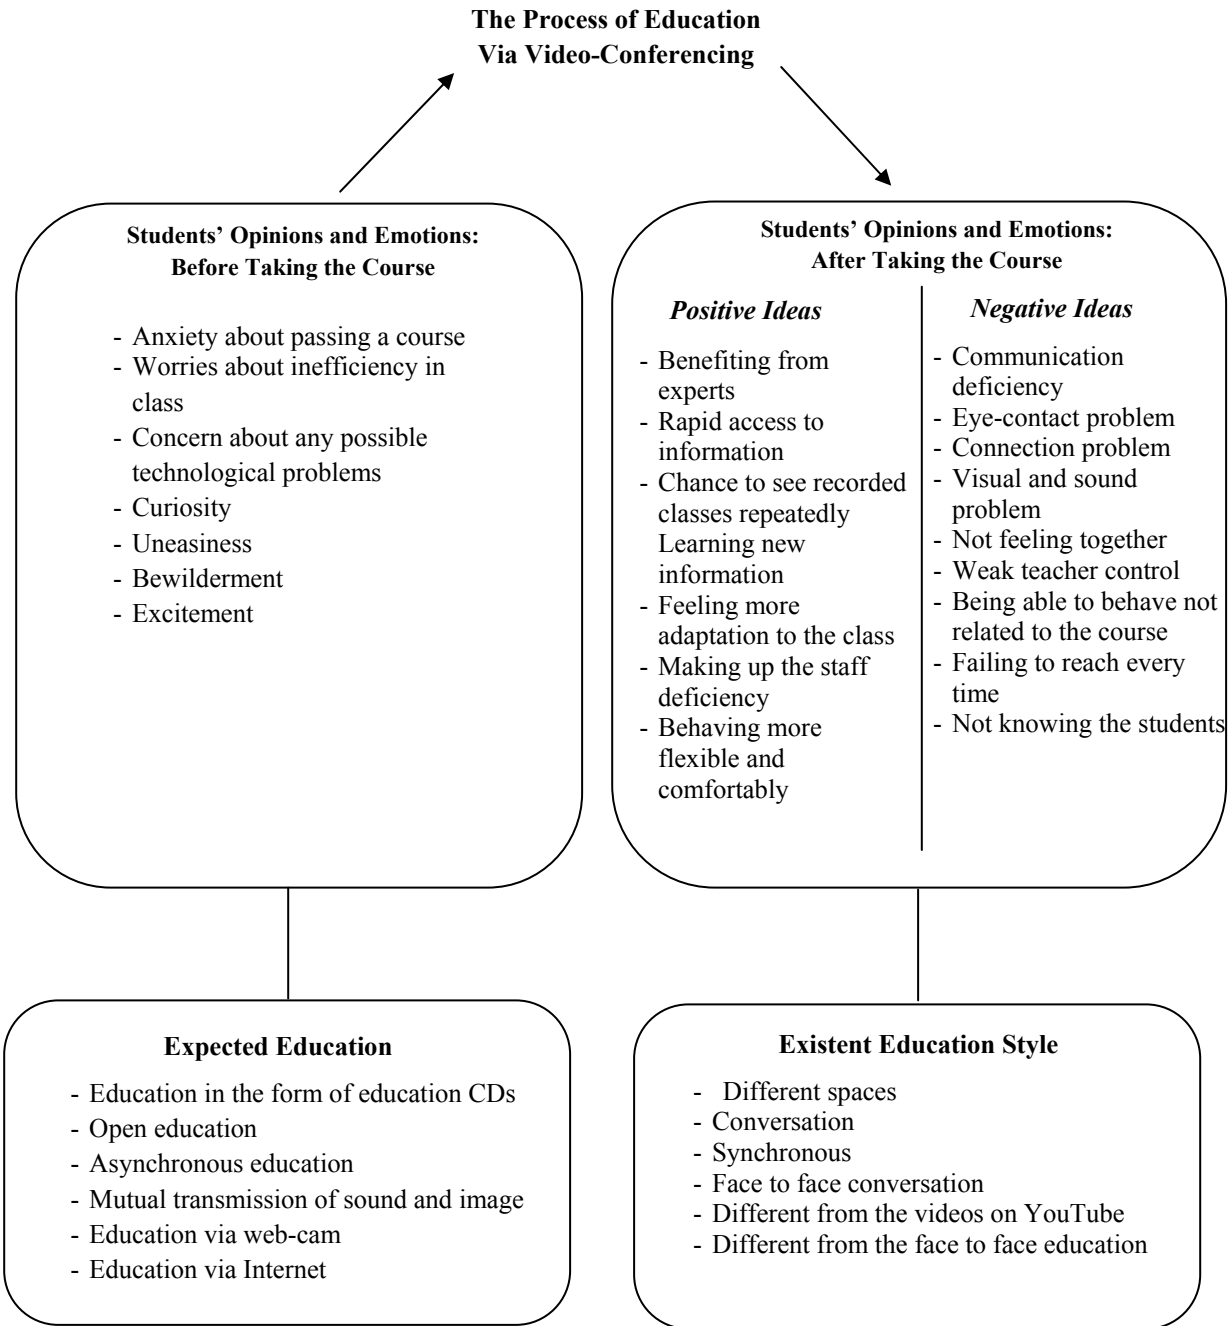 The Process of Education
Via Video-Conferencing
Students’ Opinions and Emotions:
Before Taking the Course
- Anxiety about passing a course
- Worries about inefficiency in
class
- Concern about any possible
technological problems
- Curiosity
- Uneasiness
- Bewilderment
- Excitement
Students’ Opinions and Emotions:
After Taking the Course
Positive Ideas
- Benefiting from
experts
- Rapid access to
information
- Chance to see recorded
classes repeatedly
Learning new
information
- Feeling more
adaptation to the class
- Making up the staff
deficiency
- Behaving more
flexible and
comfortably
Negative Ideas
- Communication
deficiency
- Eye-contact problem
- Connection problem
- Visual and sound
problem
- Not feeling together
- Weak teacher control
- Being able to behave not
related to the course
- Failing to reach every
time
- Not knowing the students
Expected Education
- Education in the form of education CDs
- Open education
- Asynchronous education
- Mutual transmission of sound and image
- Education via web-cam
- Education via Internet
Existent Education Style
- Different spaces
- Conversation
- Synchronous
- Face to face conversation
- Different from the videos on YouTube
- Different from the face to face education